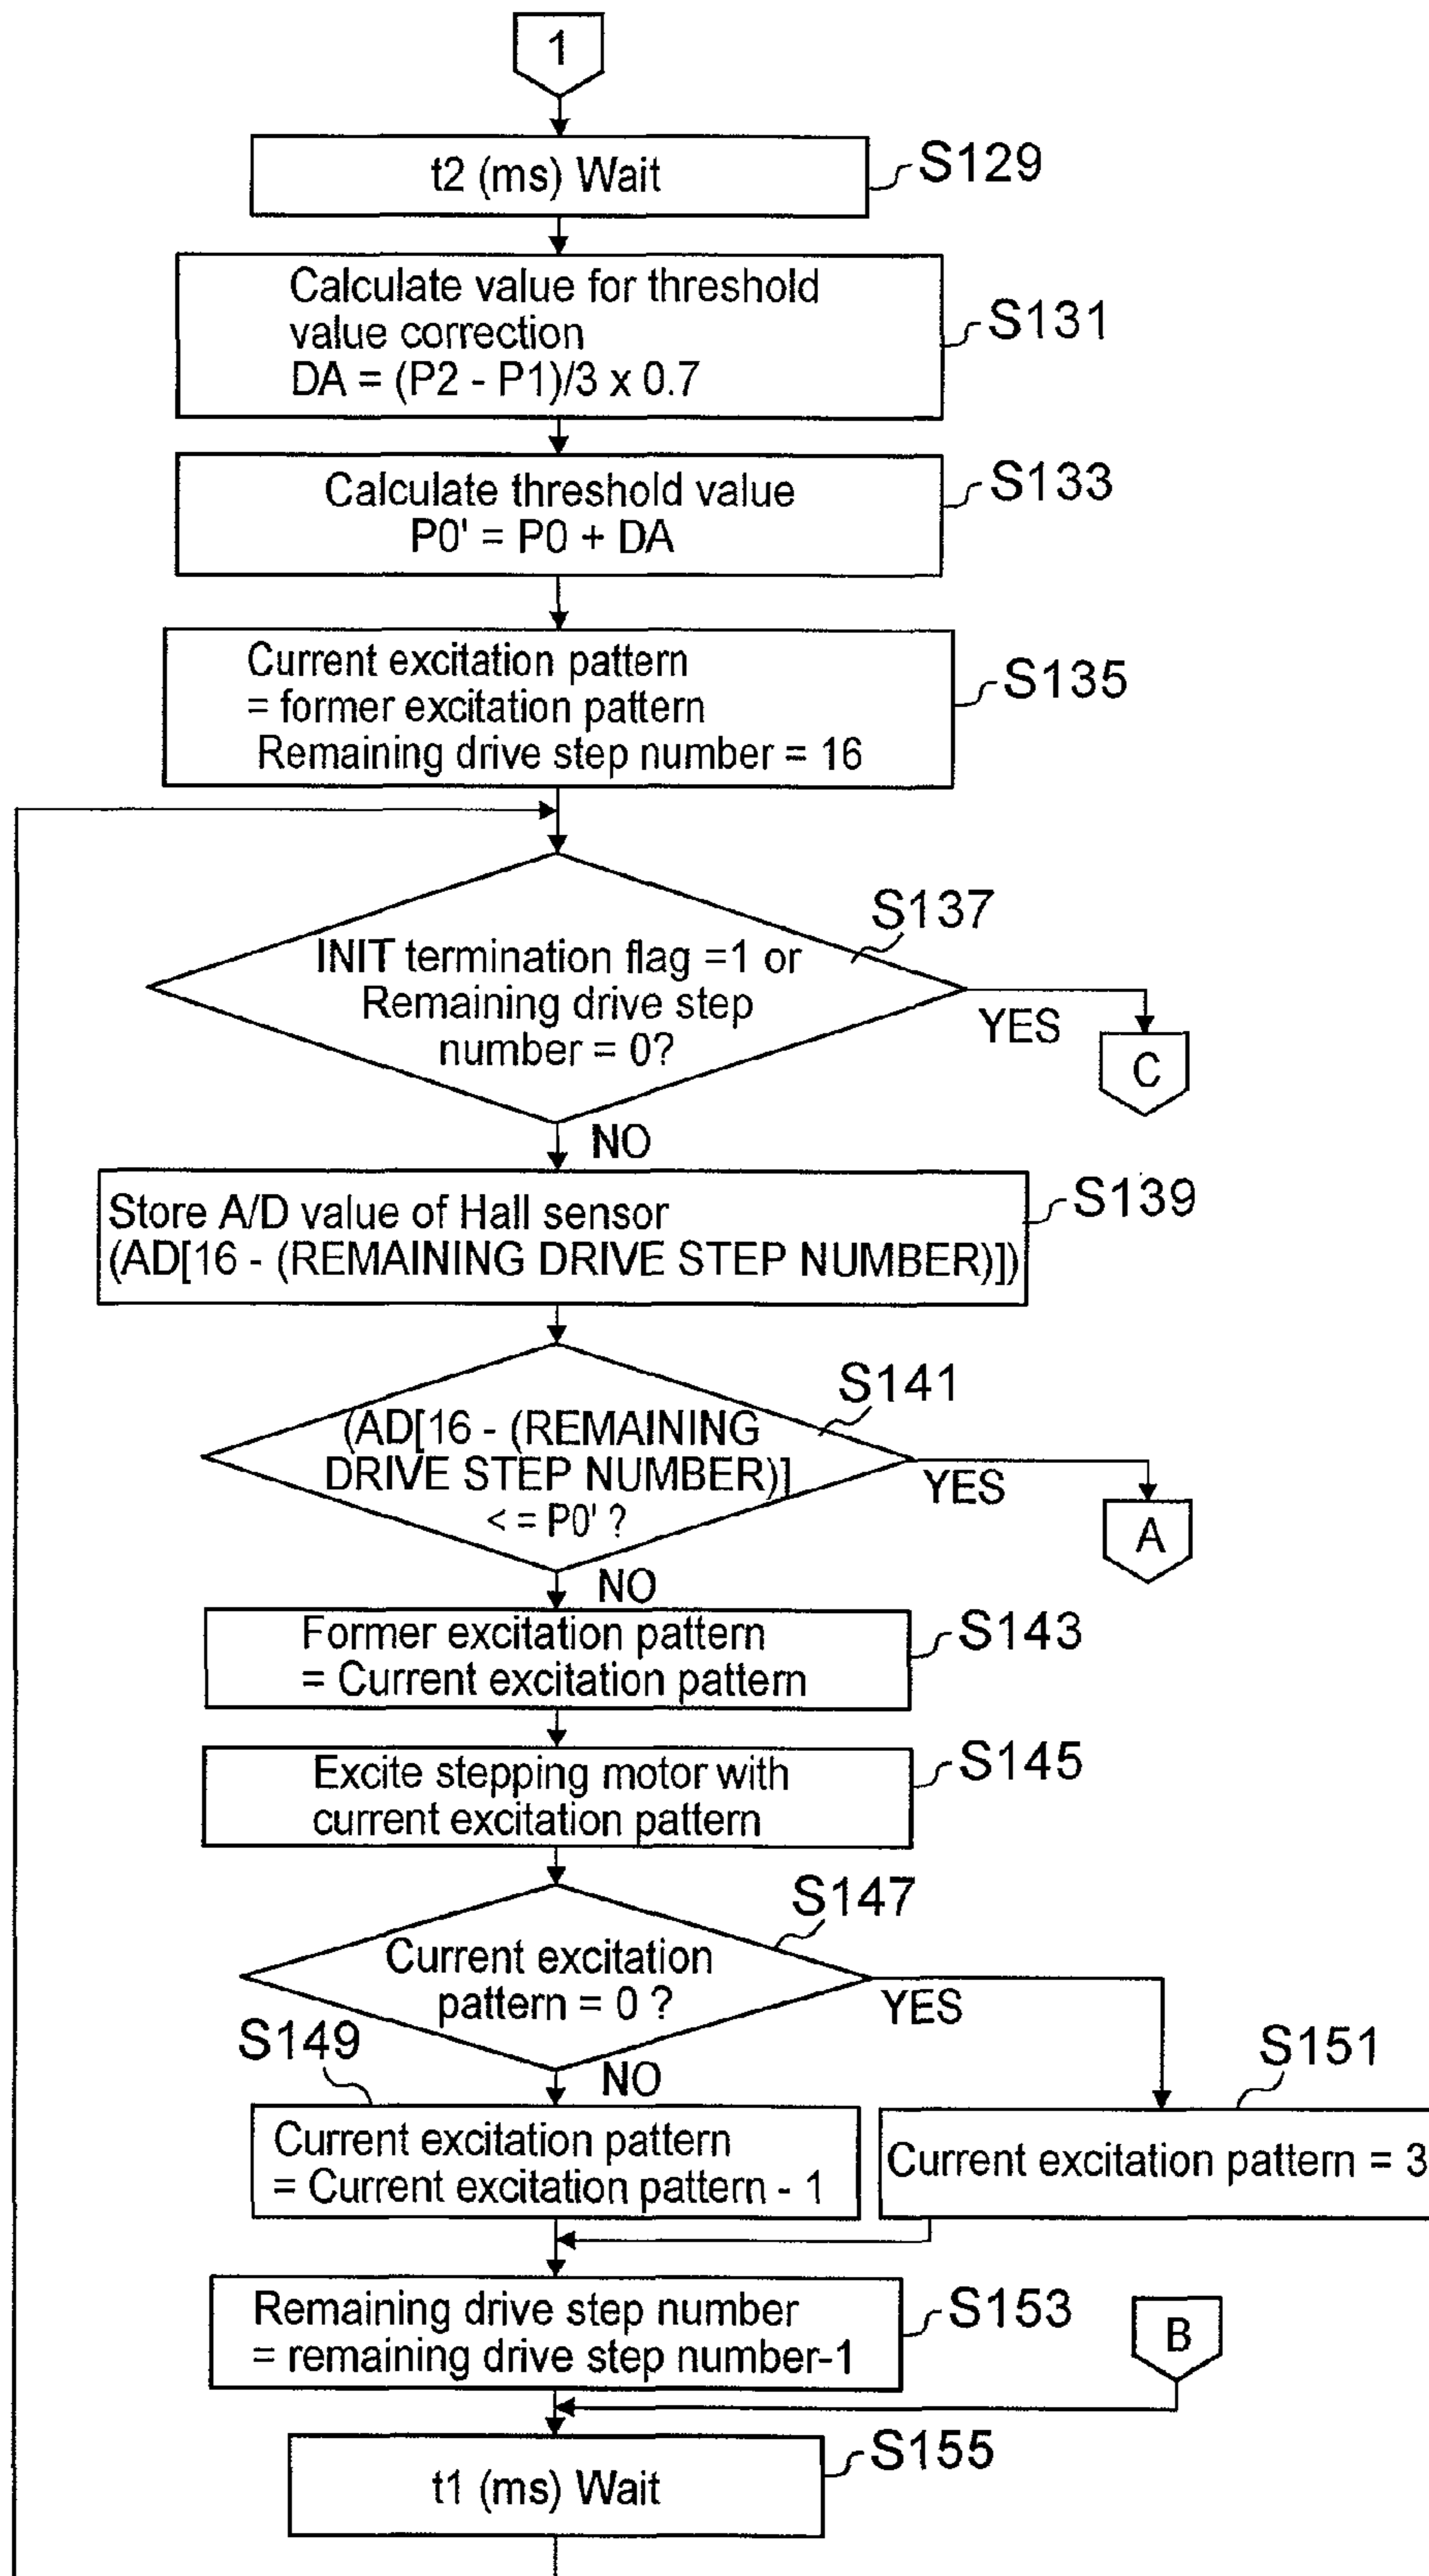 1
t2 (ms) Wait
S129
Calculate value for threshold
value correction
DA = (P2 - P1)/3 x 0.7
S131
Calculate threshold value
P0' = P0 + DA
S133
Current excitation pattern
= former excitation pattern
Remaining drive step number = 16
S135
S137
INIT termination flag =1 or
Remaining drive step
number = 0?
YES
C
NO
Store A/D value of Hall sensor
(AD[16 - (REMAINING DRIVE STEP NUMBER)])
S139
S141
(AD[16 - (REMAINING
DRIVE STEP NUMBER)]
< = P0' ?
YES
A
NO
Former excitation pattern
= Current excitation pattern
S143
Excite stepping motor with
current excitation pattern
S145
S147
Current excitation
pattern = 0 ?
YES
S149
NO
S151
Current excitation pattern
= Current excitation pattern - 1
Current excitation pattern = 3
Remaining drive step number
= remaining drive step number-1
S153
B
t1 (ms) Wait
S155